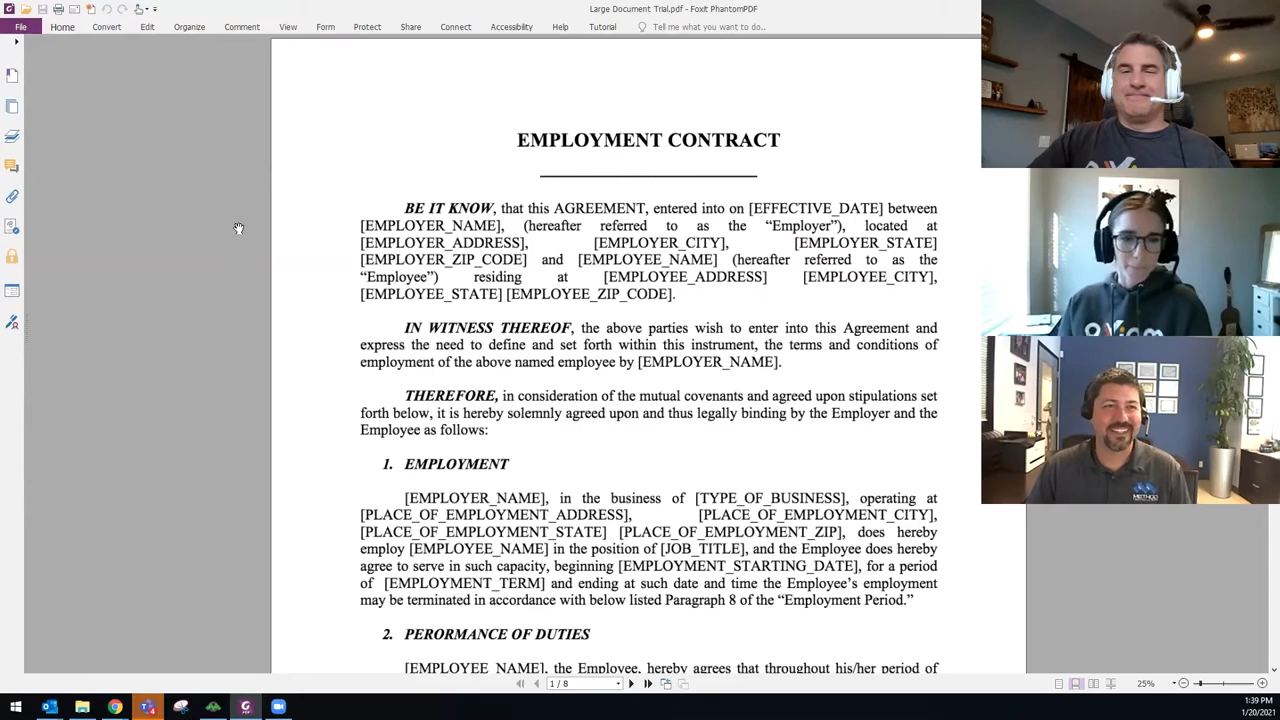 Large Document Trial.pdf - Foxit PhantomPDF
File Home Convert Edit Organize Comment View Form Protect Share Connect Accessibility Help Tutorial Tell me what you want to do..
EMPLOYMENT CONTRACT
BE IT KNOW, that this AGREEMENT, entered into on [EFFECTIVE_DATE] between
[EMPLOYER_NAME], (hereafter referred to as the “Employer”), located at
[EMPLOYER_ADDRESS], [EMPLOYER_CITY], [EMPLOYER_STATE]
[EMPLOYER_ZIP_CODE] and [EMPLOYEE_NAME] (hereafter referred to as the
“Employee”) residing at [EMPLOYEE_ADDRESS] [EMPLOYEE_CITY],
[EMPLOYEE_STATE] [EMPLOYEE_ZIP_CODE].
IN WITNESS THEREOF, the above parties wish to enter into this Agreement and
express the need to define and set forth within this instrument, the terms and conditions of
employment of the above named employee by [EMPLOYER_NAME].
THEREFORE, in consideration of the mutual covenants and agreed upon stipulations set
forth below, it is hereby solemnly agreed upon and thus legally binding by the Employer and the
Employee as follows:
1. EMPLOYMENT
[EMPLOYER_NAME], in the business of [TYPE_OF_BUSINESS], operating at
[PLACE_OF_EMPLOYMENT_ADDRESS], [PLACE_OF_EMPLOYMENT_CITY],
[PLACE_OF_EMPLOYMENT_STATE] [PLACE_OF_EMPLOYMENT_ZIP], does hereby
employ [EMPLOYEE_NAME] in the position of [JOB_TITLE], and the Employee does hereby
agree to serve in such capacity, beginning [EMPLOYMENT_STARTING_DATE], for a period
of [EMPLOYMENT_TERM] and ending at such date and time the Employee’s employment
may be terminated in accordance with below listed Paragraph 8 of the “Employment Period.”
2. PERORMANCE OF DUTIES
[EMPLOYEE_NAME], the Employee, hereby agrees that throughout his/her period of
METHOD
1 / 8
25%
1:39 PM
1/20/2021